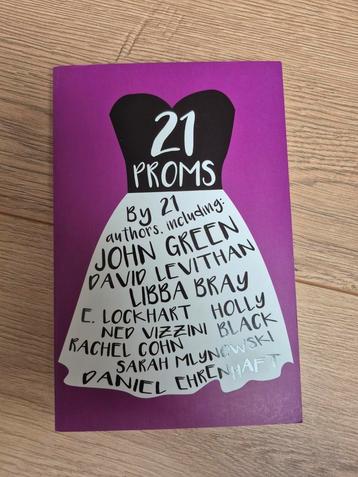 21
PROMS
By 21
authors, including:
JOHN GREEN
DAVID LEVITHAN
LIBBA BRAY
E. LOCKHART HOLLY
NED VIZZINI BLACK
RACHEL COHN
SARAH MLYNOWSKI
DANIEL EHRENHAFT